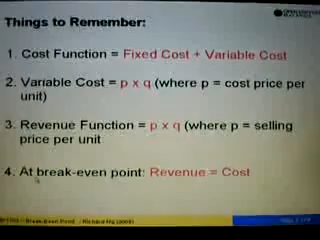 Things to Remember:
1. Cost Function = Fixed Cost + Variable Cost
2. Variable Cost = p x q (where p = cost price per
unit)
3. Revenue Function = p x q (where p = selling
price per unit
4. At break-even point: Revenue = Cost